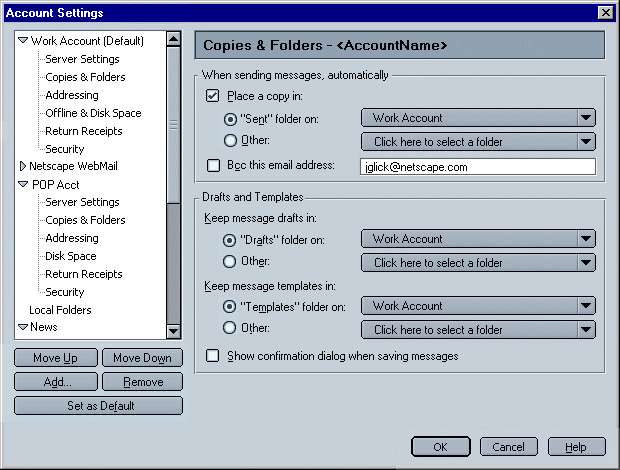 Account Settings
Work Account (Default)
Server Settings
Copies & Folders
Addressing
Offline & Disk Space
Return Receipts
Security
Netscape WebMail
POP Acct
Server Settings
Copies & Folders
Addressing
Disk Space
Return Receipts
Security
Local Folders
News
Move Up Move Down
Add... Remove
Set as Default
Copies & Folders - <AccountName>
When sending messages, automatically
Place a copy in:
"Sent" folder on: Work Account
Other: Click here to select a folder
Bcc this email address: jglick@netscape.com
Drafts and Templates
Keep message drafts in:
"Drafts" folder on: Work Account
Other: Click here to select a folder
Keep message templates in:
"Templates" folder on: Work Account
Other: Click here to select a folder
Show confirmation dialog when saving messages
OK Cancel Help